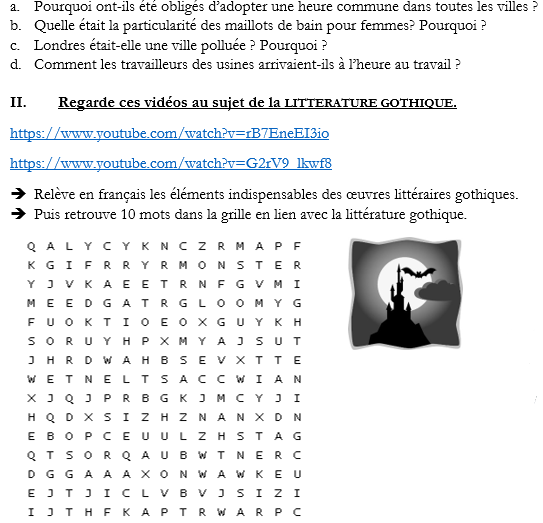 a. Pourquoi ont-ils été obligés d'adopter une heure commune dans toutes les villes ?
b. Quelle était la particularité des maillots de bain pour femmes? Pourquoi ?
c. Londres était-elle une ville polluée ? Pourquoi ?
d. Comment les travailleurs des usines arrivaient-ils à l'heure au travail ?
II. Regarde ces vidéos au sujet de la LITTERATURE GOTHIQUE.
https://www.youtube.com/watch?v=rB7EneEI3io
https://www.youtube.com/watch?v=G2rV9_lkwf8
➔ Relève en français les éléments indispensables des œuvres littéraires gothiques.
➔ Puis retrouve 10 mots dans la grille en lien avec la littérature gothique.
Q A L Y C Y K N C Z R M A P F
K G I F R R Y R M O N S T E R
Y J V K A E E T R N F G V M I
M E E D G A T R G L O O M Y G
F U O K T I O E O X G U Y K H
S O R U Y H P X M Y A J S U T
J H R D W A H B S E V X T T E
W E T N E L T S A C C W I A N
X J Q J P R B G K J M C Y J I
H Q D X S I Z H Z N A N X D N
E B O P C E U U L Z H S T A G
Q T S O R Q A U B W T N E R C
D G G A A A X O N W A W K E U
E J T J I C L V B V J S I Z I
I J T H F K A P T R W A R P C